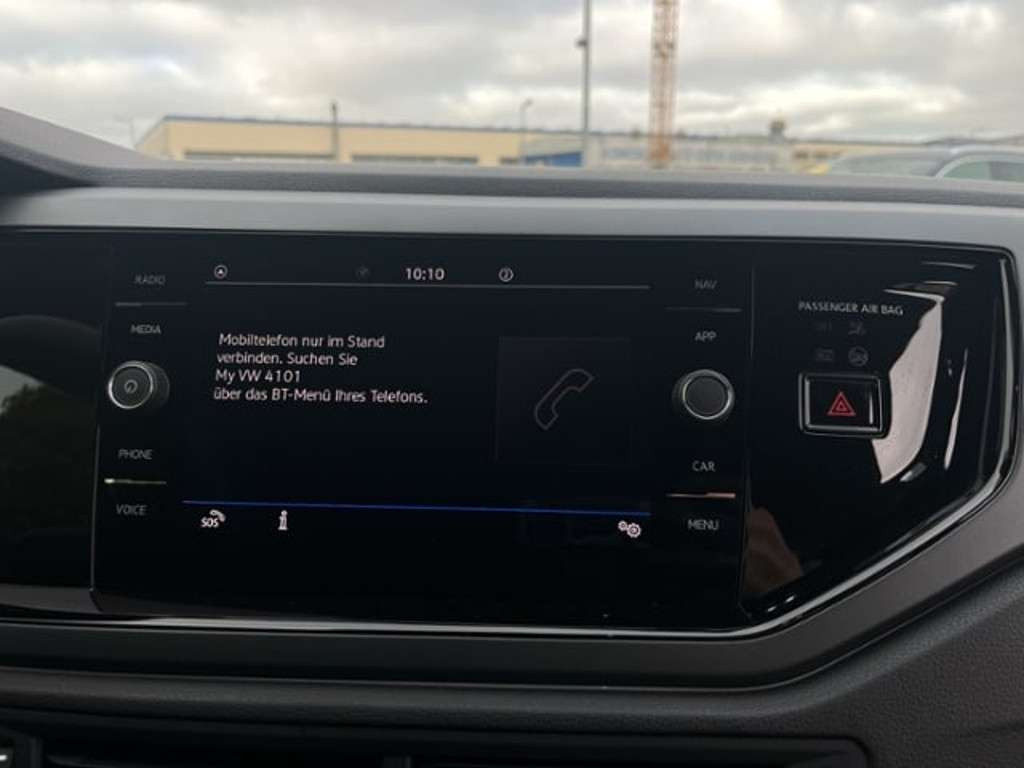 RADIO
MEDIA
PHONE
VOICE
10:10
Mobiltelefon nur im Stand
verbinden. Suchen Sie
My VW 4101
über das BT-Menü Ihres Telefons.
SOS
i
NAV
APP
CAR
MENU
PASSENGER AIR BAG